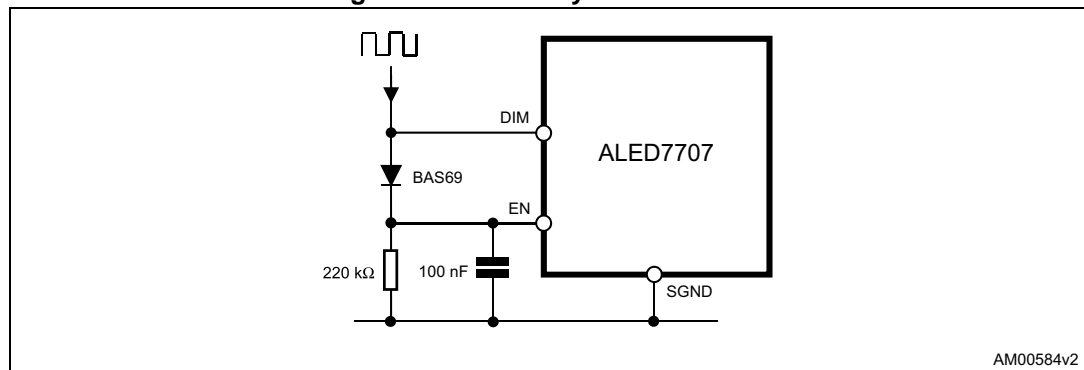 DIM
ALED7707
BAS69
EN
220 kΩ
100 nF
SGND
AM00584v2